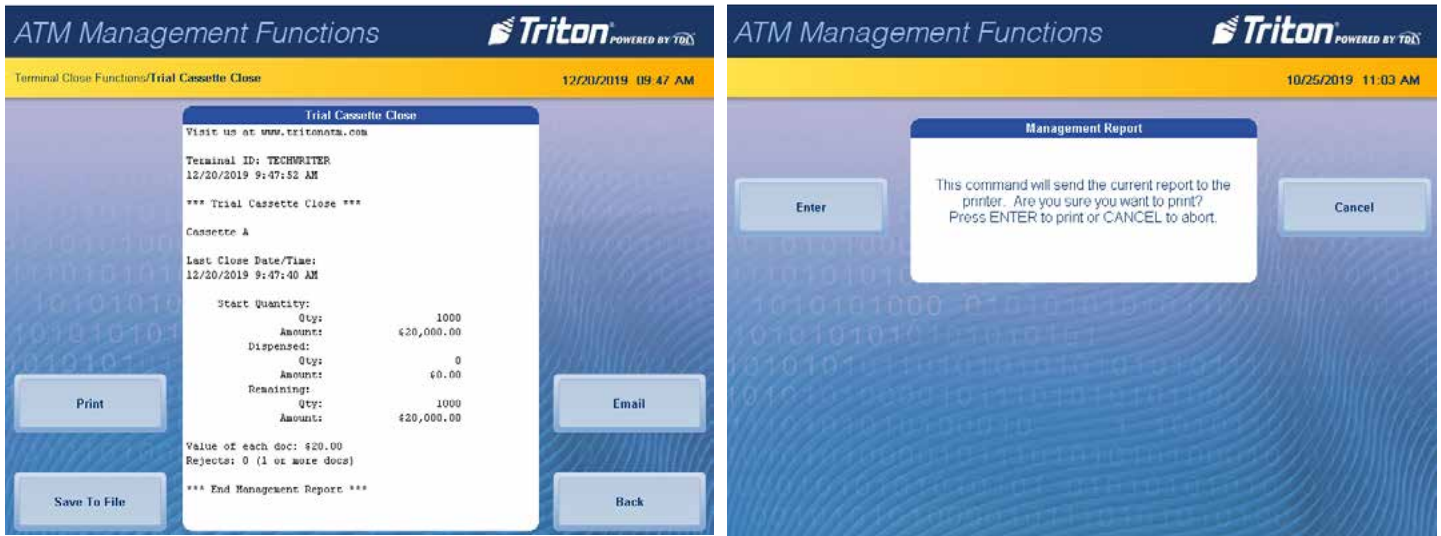 ATM Management Functions
Triton POWERED BY TDL
Terminal Close Functions/Trial Cassette Close
12/20/2019 09:47 AM
Trial Cassette Close
Visit us at www.tritonatm.com
Terminal ID: TECHWRITER
12/20/2019 9:47:52 AM
*** Trial Cassette Close ***
Cassette A
Last Close Date/Time:
12/20/2019 9:47:40 AM
Start Quantity:
Qty: 1000
Amount: $20,000.00
Dispensed:
Qty: 0
Amount: $0.00
Remaining:
Qty: 1000
Amount: $20,000.00
Value of each doc: $20.00
Rejects: 0 (1 or more docs)
*** End Management Report ***
Print
Email
Save To File
Back
ATM Management Functions
Triton POWERED BY TDL
10/25/2019 11:03 AM
Management Report
This command will send the current report to the
printer. Are you sure you want to print?
Press ENTER to print or CANCEL to abort.
Enter
Cancel